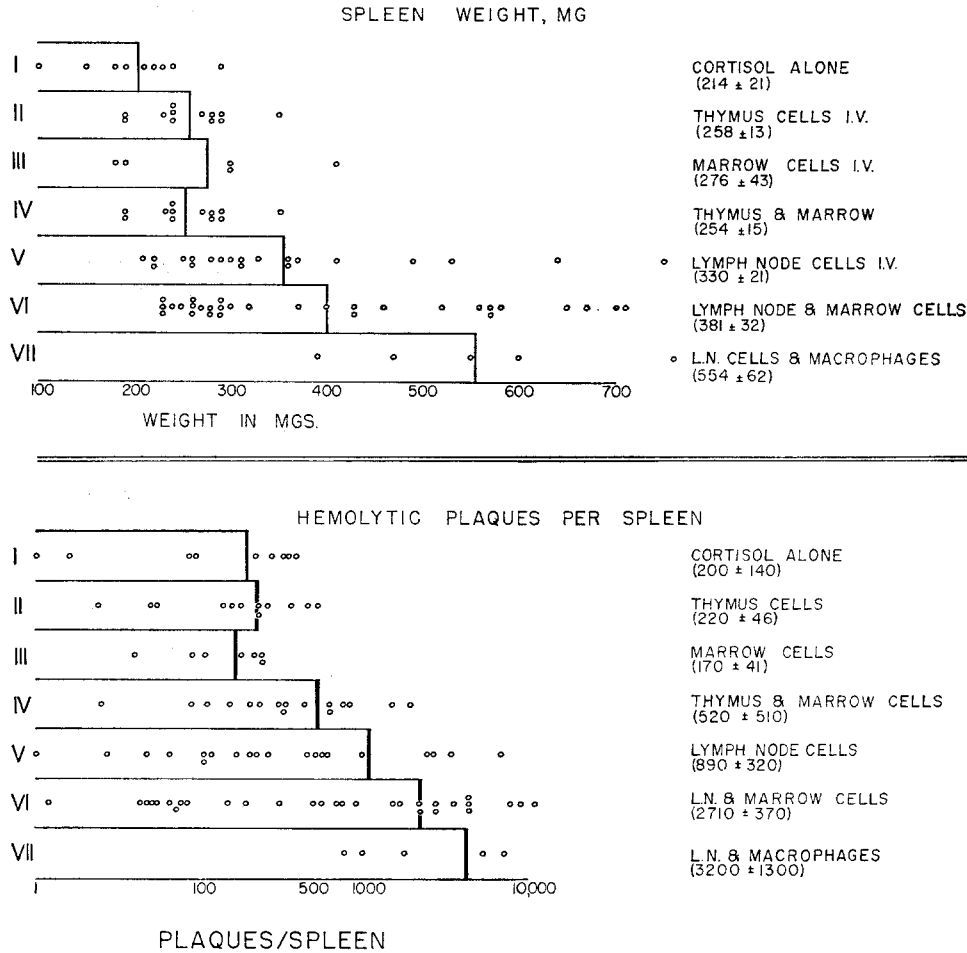 SPLEEN WEIGHT, MG
I CORTISOL ALONE
(214 ± 21)
II THYMUS CELLS I.V.
(258 ±13)
III MARROW CELLS I.V.
(276 ± 43)
IV THYMUS & MARROW
(254 ±15)
V LYMPH NODE CELLS I.V.
(330 ± 21)
VI LYMPH NODE & MARROW CELLS
(381 ± 32)
VII L.N. CELLS & MACROPHAGES
(554 ± 62)
100 200 300 400 500 600 700
WEIGHT IN MGS.
HEMOLYTIC PLAQUES PER SPLEEN
I CORTISOL ALONE
(200 ± 140)
II THYMUS CELLS
(220 ± 46)
III MARROW CELLS
(170 ± 41)
IV THYMUS & MARROW CELLS
(520 ± 510)
V LYMPH NODE CELLS
(890 ± 320)
VI L.N. & MARROW CELLS
(2710 ± 370)
VII L.N. & MACROPHAGES
(3200 ± 1300)
1 100 500 1000 10,000
PLAQUES/SPLEEN